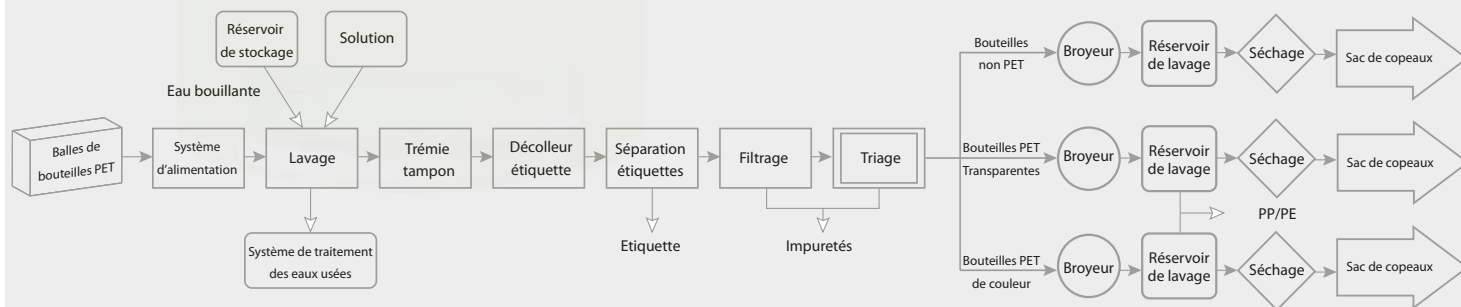 Réservoir
de stockage
Solution
Eau bouillante
Balles de
bouteilles PET
Système
d'alimentation
Lavage
Trémie
tampon
Décolleur
étiquette
Séparation
étiquettes
Filtrage
Triage
Système de traitement
des eaux usées
Etiquette
Impuretés
Bouteilles
non PET
Broyeur
Réservoir
de lavage
Séchage
Sac de copeaux
Bouteilles PET
Transparentes
Broyeur
Réservoir
de lavage
Séchage
Sac de copeaux
PP/PE
Bouteilles PET
de couleur
Broyeur
Réservoir
de lavage
Séchage
Sac de copeaux